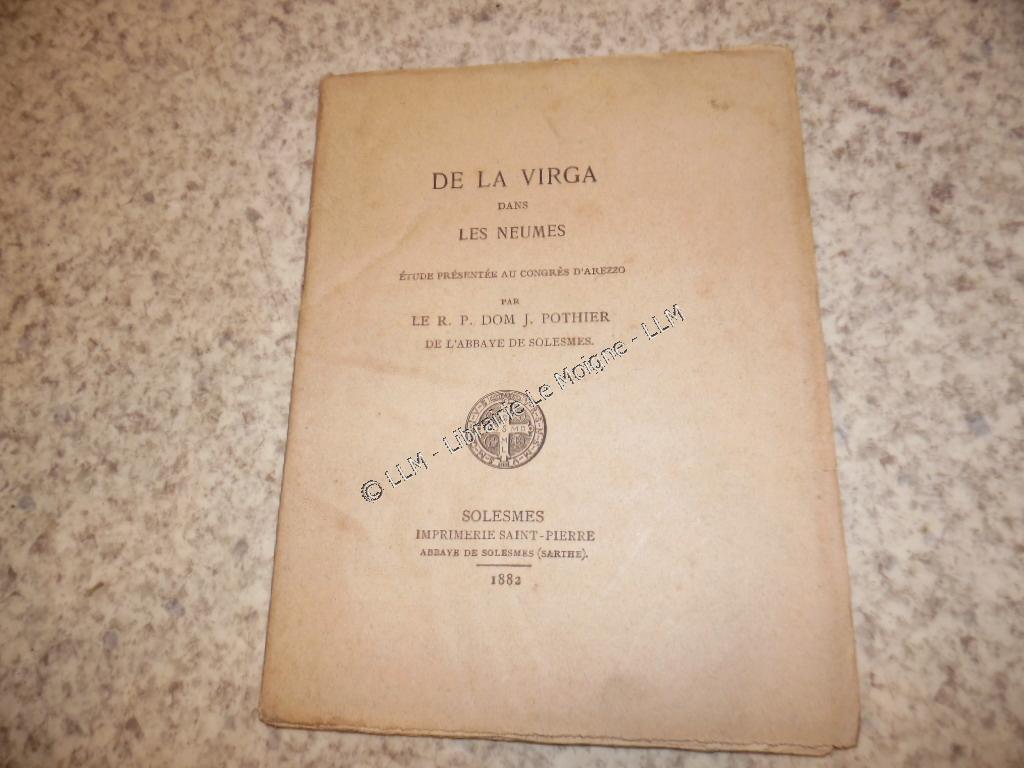 DE LA VIRGA
DANS
LES NEUMES
ÉTUDE PRÉSENTÉE AU CONGRÈS D'AREZZO
PAR
LE R. P. DOM J. POTHIER
DE L'ABBAYE DE SOLESMES.
© LLM - Librairie Le Moigne - LLM
SOLESMES
IMPRIMERIE SAINT-PIERRE
ABBAYE DE SOLESMES (SARTHE).
1882